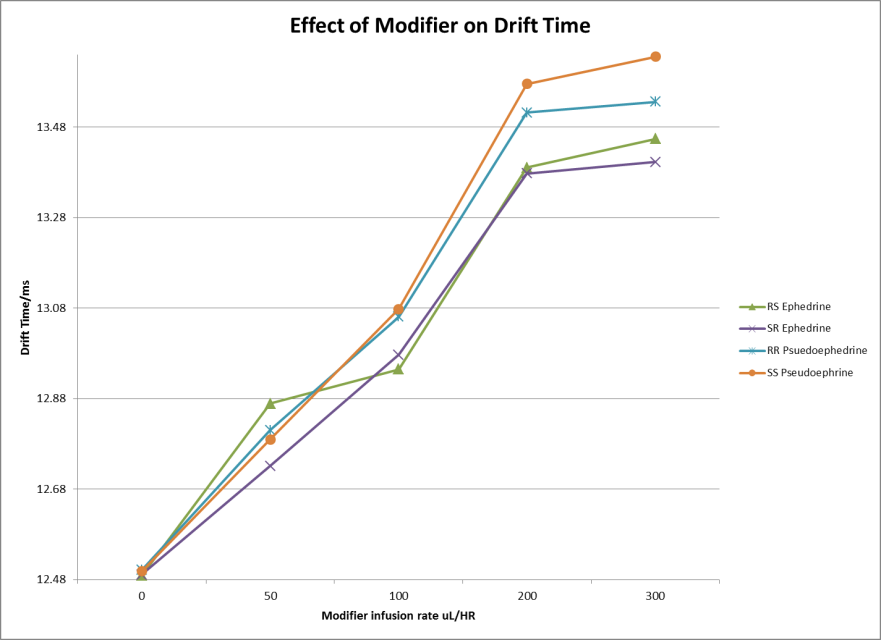 Effect of Modifier on Drift Time
13.48
13.28
13.08
12.88
12.68
12.48
Drift Time/ms
0 50 100 200 300
Modifier infusion rate uL/HR
RS Ephedrine
SR Ephedrine
RR Psuedoephedrine
SS Pseudoephrine